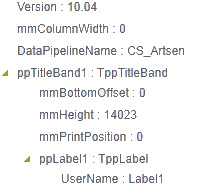 Version : 10.04
mmColumnWidth : 0
DataPipelineName : CS_Artsen
ppTitleBand1 : TppTitleBand
mmBottomOffset : 0
mmHeight : 14023
mmPrintPosition : 0
ppLabel1 : TppLabel
UserName : Label1